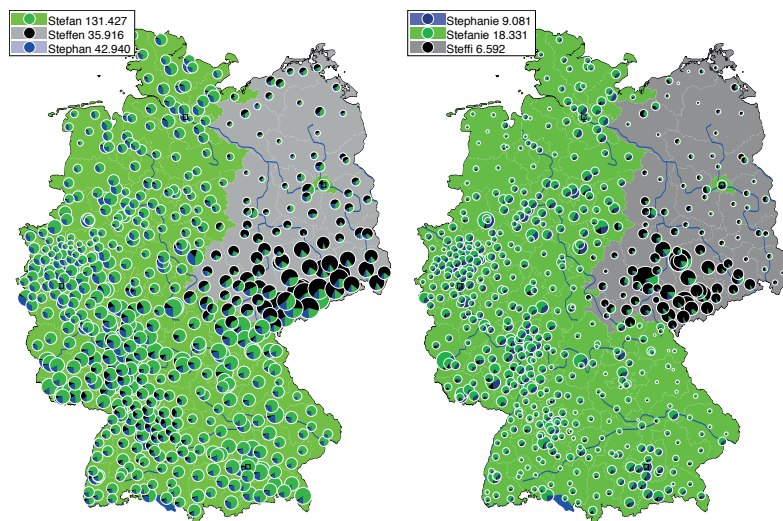 Stefan 131.427
Steffen 35.916
Stephan 42.940
Stephanie 9.081
Stefanie 18.331
Steffi 6.592